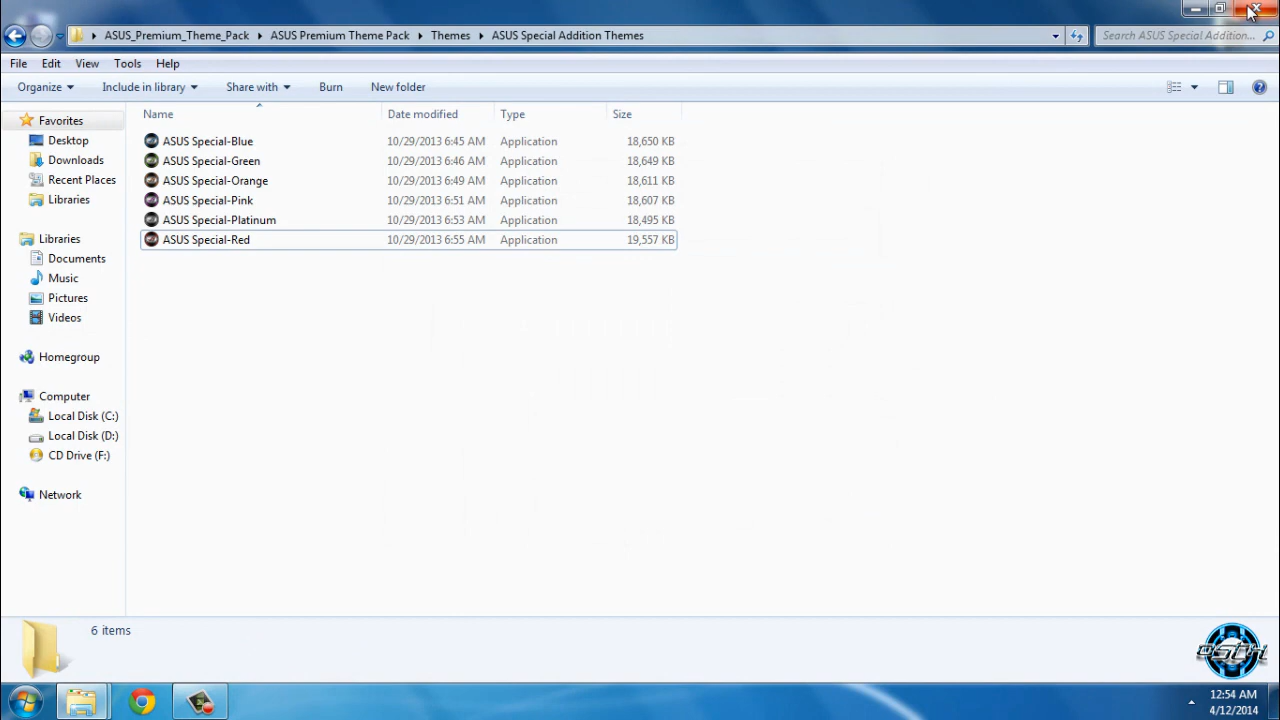 ASUS_Premium_Theme_Pack ASUS Premium Theme Pack Themes ASUS Special Addition Themes Search ASUS Special Addition...
File Edit View Tools Help
Organize Include in library Share with Burn New folder
Favorites
Desktop
Downloads
Recent Places
Libraries
Libraries
Documents
Music
Pictures
Videos
Homegroup
Computer
Local Disk (C:)
Local Disk (D:)
CD Drive (F:)
Network
Name Date modified Type Size
ASUS Special-Blue 10/29/2013 6:45 AM Application 18,650 KB
ASUS Special-Green 10/29/2013 6:46 AM Application 18,649 KB
ASUS Special-Orange 10/29/2013 6:49 AM Application 18,611 KB
ASUS Special-Pink 10/29/2013 6:51 AM Application 18,607 KB
ASUS Special-Platinum 10/29/2013 6:53 AM Application 18,495 KB
ASUS Special-Red 10/29/2013 6:55 AM Application 19,557 KB
6 items
12:54 AM
4/12/2014